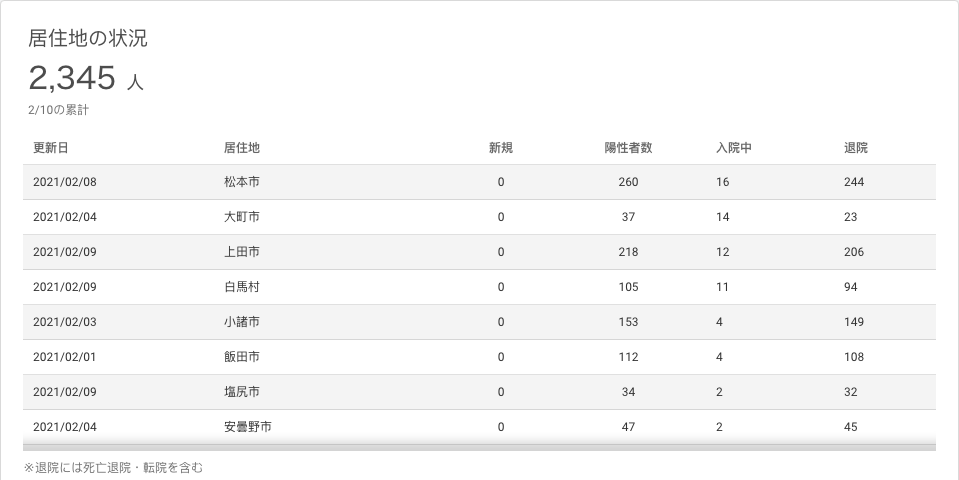 居住地の状況
2,345 人
2/10の累計
更新日 居住地 新規 陽性者数 入院中 退院
2021/02/08 松本市 0 260 16 244
2021/02/04 大町市 0 37 14 23
2021/02/09 上田市 0 218 12 206
2021/02/09 白馬村 0 105 11 94
2021/02/03 小諸市 0 153 4 149
2021/02/01 飯田市 0 112 4 108
2021/02/09 塩尻市 0 34 2 32
2021/02/04 安曇野市 0 47 2 45
※退院には死亡退院・転院を含む